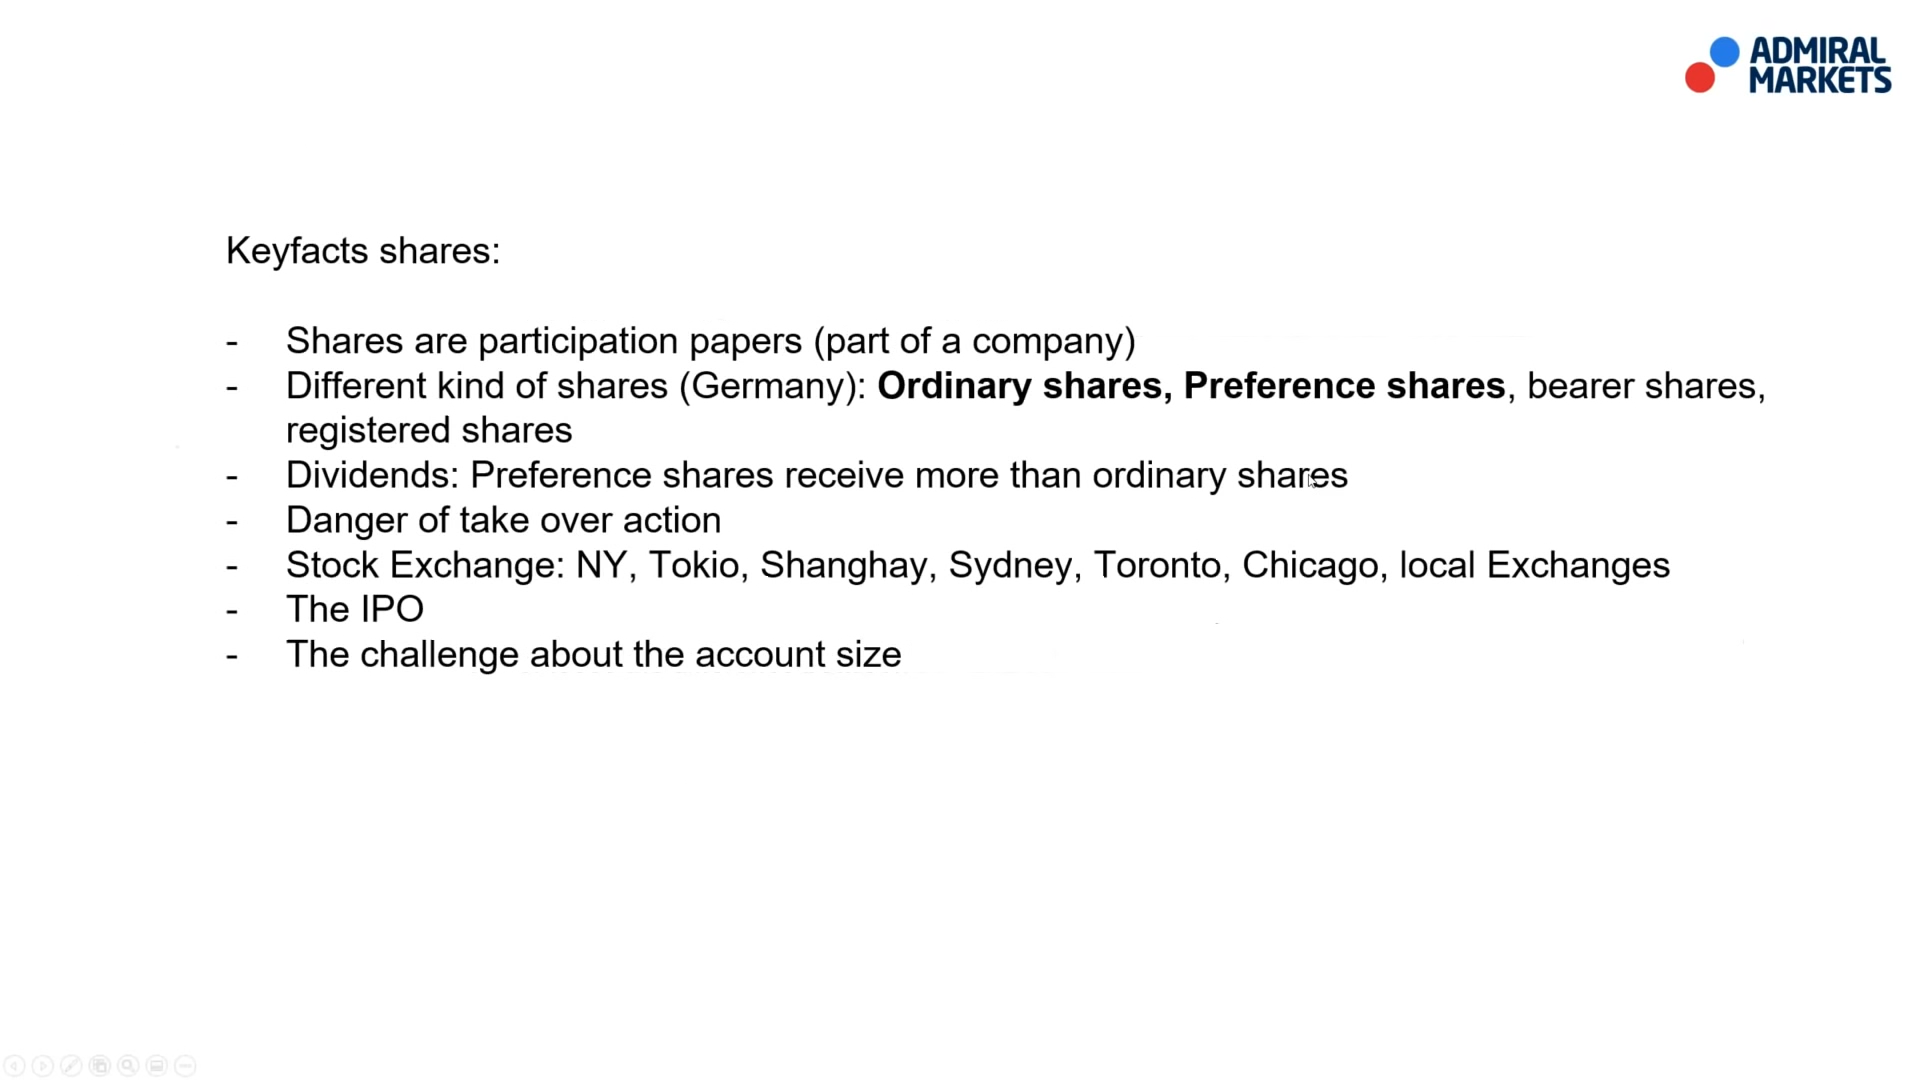 ADMIRAL
MARKETS
Keyfacts shares:
- Shares are participation papers (part of a company)
- Different kind of shares (Germany): Ordinary shares, Preference shares, bearer shares,
registered shares
- Dividends: Preference shares receive more than ordinary shares
- Danger of take over action
- Stock Exchange: NY, Tokio, Shanghay, Sydney, Toronto, Chicago, local Exchanges
- The IPO
- The challenge about the account size